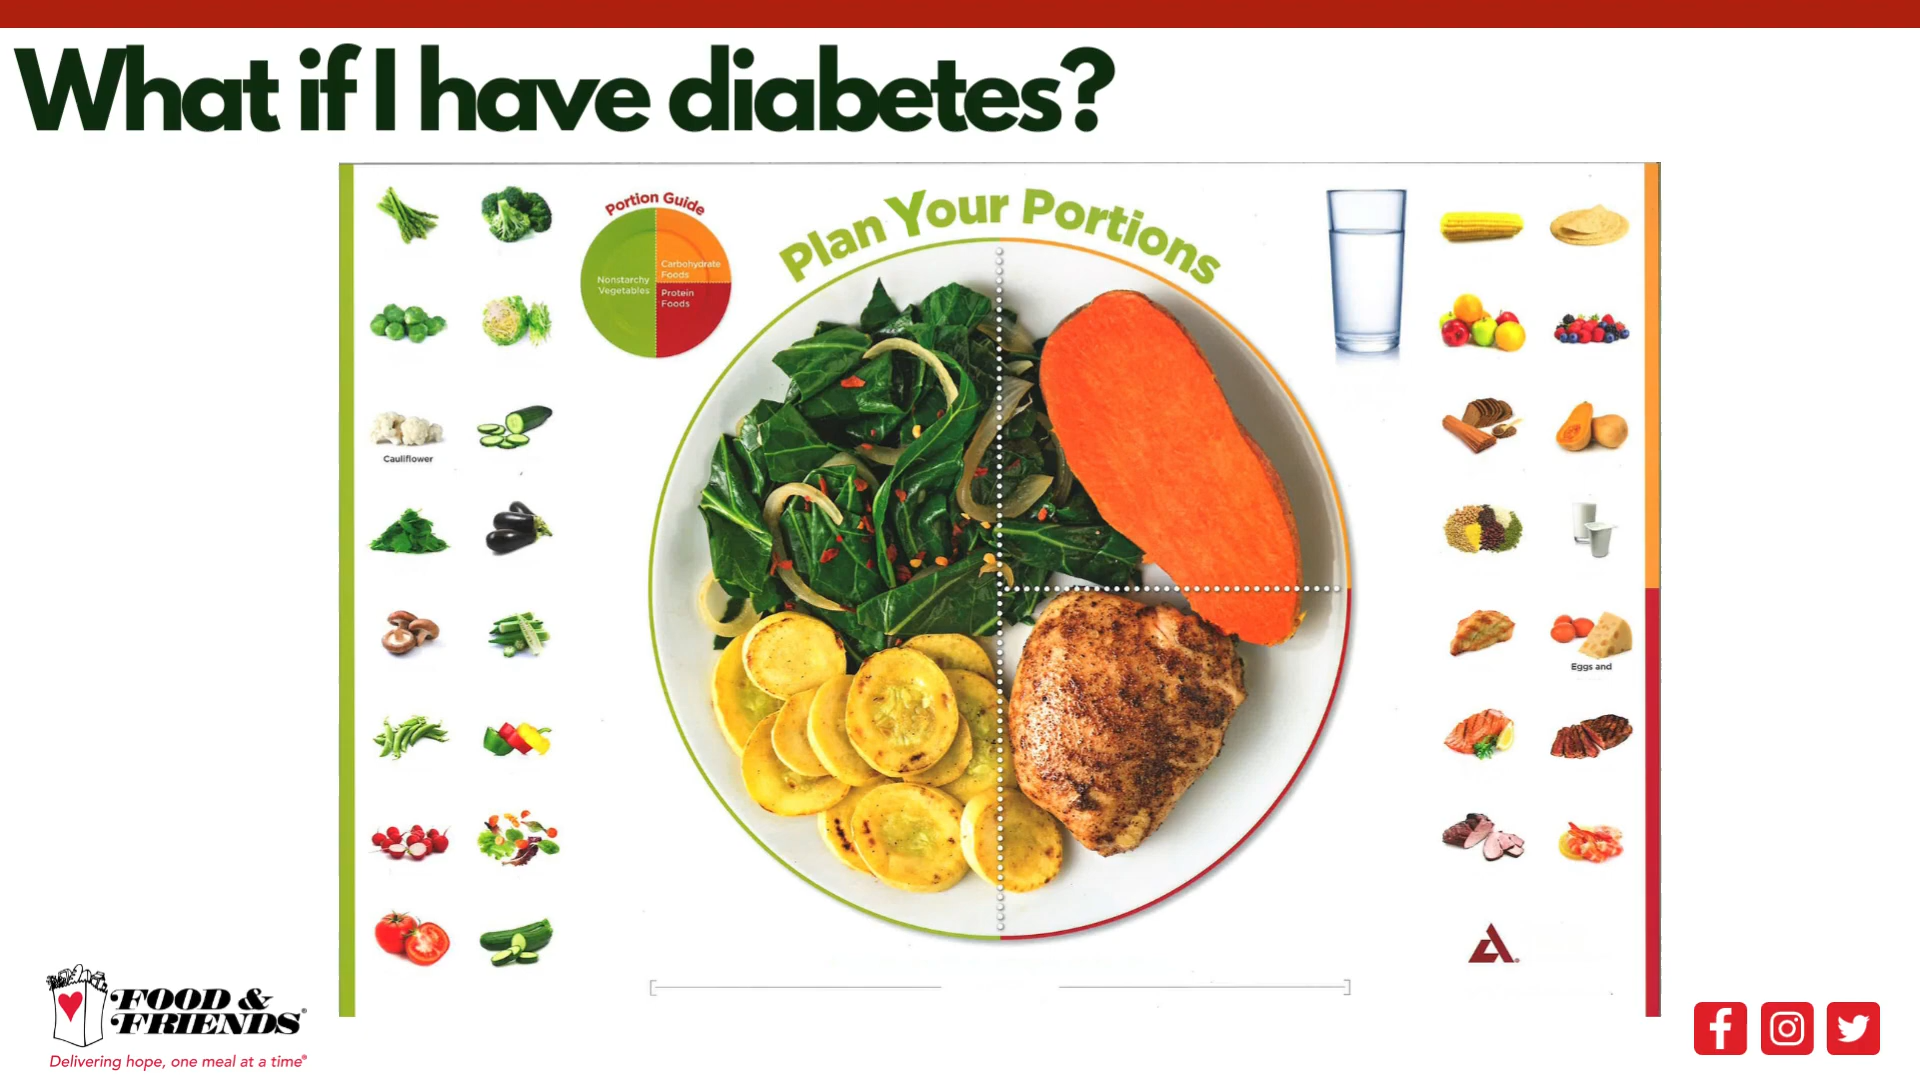 What if I have diabetes?
Portion Guide
Nonstarchy
Vegetables
Carbohydrate
Foods
Protein
Foods
Plan Your Portions
Cauliflower
Eggs and
FOOD &
FRIENDS®
Delivering hope, one meal at a time®